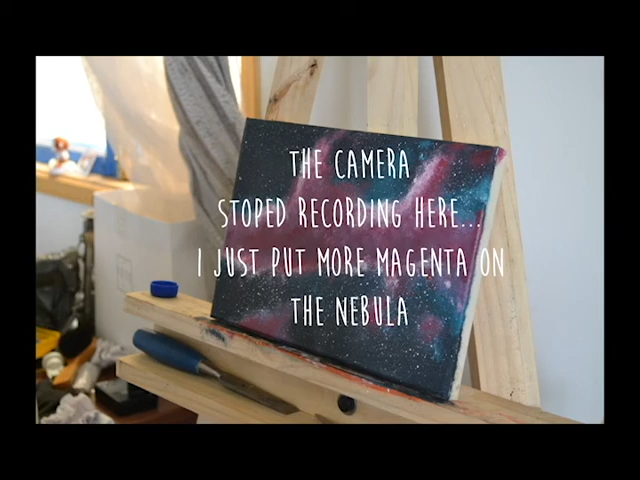 THE CAMERA
STOPED RECORDING HERE...
I JUST PUT MORE MAGENTA ON
THE NEBULA